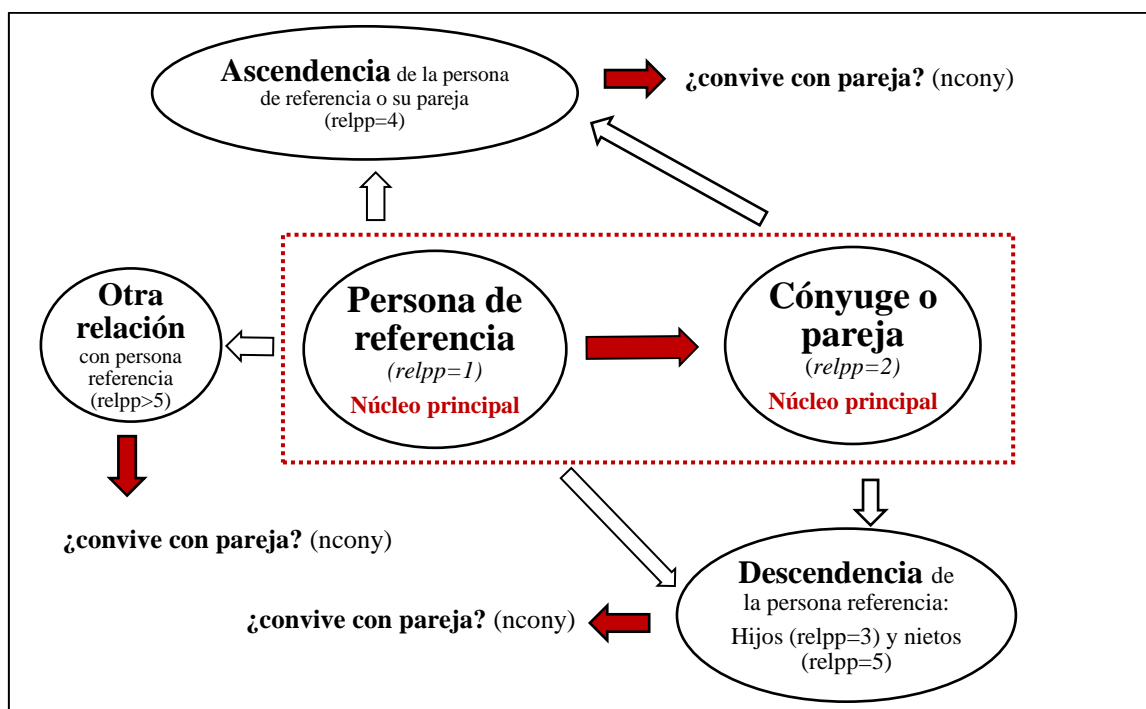 Ascendencia de la persona
de referencia o su pareja
(relpp=4)
¿convive con pareja? (ncony)
Otra
relación
con persona
referencia
(relpp>5)
Persona de
referencia
(relpp=1)
Núcleo principal
Cónyuge o
pareja
(relpp=2)
Núcleo principal
¿convive con pareja? (ncony)
¿convive con pareja? (ncony)
Descendencia de
la persona referencia:
Hijos (relpp=3) y nietos
(relpp=5)